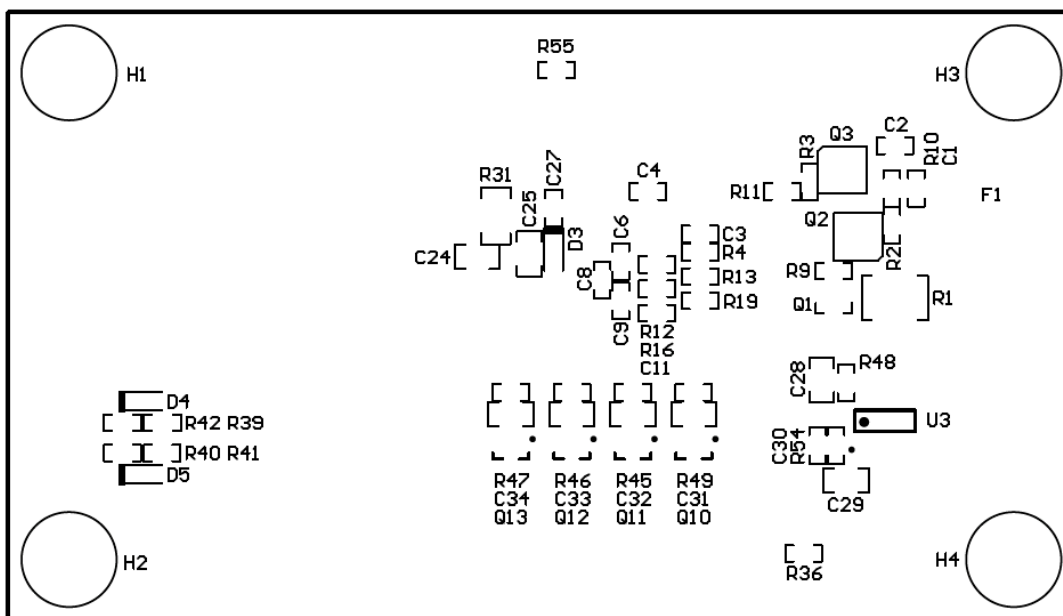 R55
H1
H3
C2
Q3
R3
R10
C1
R31
C27
C4
R11
F1
C25
Q2
C6
D3
C3
C24
R4
R2
C8
R13
R9
R19
Q1
R1
C9
R12
R16
C11
C28
R48
D4
R42 R39
U3
R40 R41
C30
R54
D5
R47 R46 R45 R49
C34 C33 C32 C31
Q13 Q12 Q11 Q10
C29
H2
H4
R36